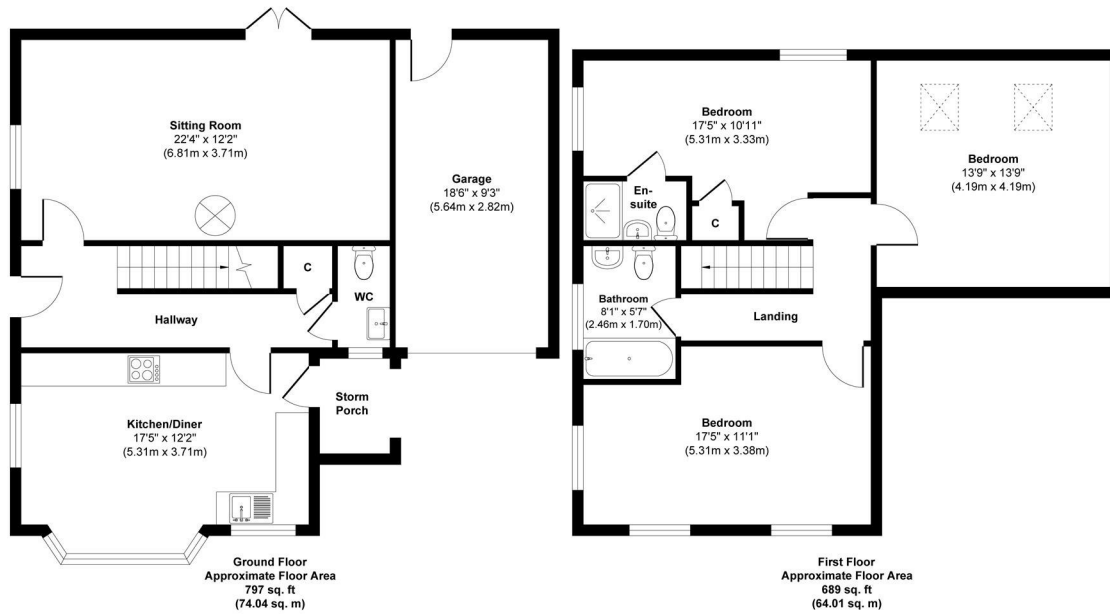 Sitting Room
22'4" x 12'2"
(6.81m x 3.71m)
Garage
18'6" x 9'3"
(5.64m x 2.82m)
C
WC
Hallway
Storm
Porch
Kitchen/Diner
17'5" x 12'2"
(5.31m x 3.71m)
Ground Floor
Approximate Floor Area
797 sq. ft
(74.04 sq. m)
Bedroom
17'5" x 10'11"
(5.31m x 3.33m)
Bedroom
13'9" x 13'9"
(4.19m x 4.19m)
En-
suite
C
Bathroom
8'1" x 5'7"
(2.46m x 1.70m)
Landing
Bedroom
17'5" x 11'1"
(5.31m x 3.38m)
First Floor
Approximate Floor Area
689 sq. ft
(64.01 sq. m)